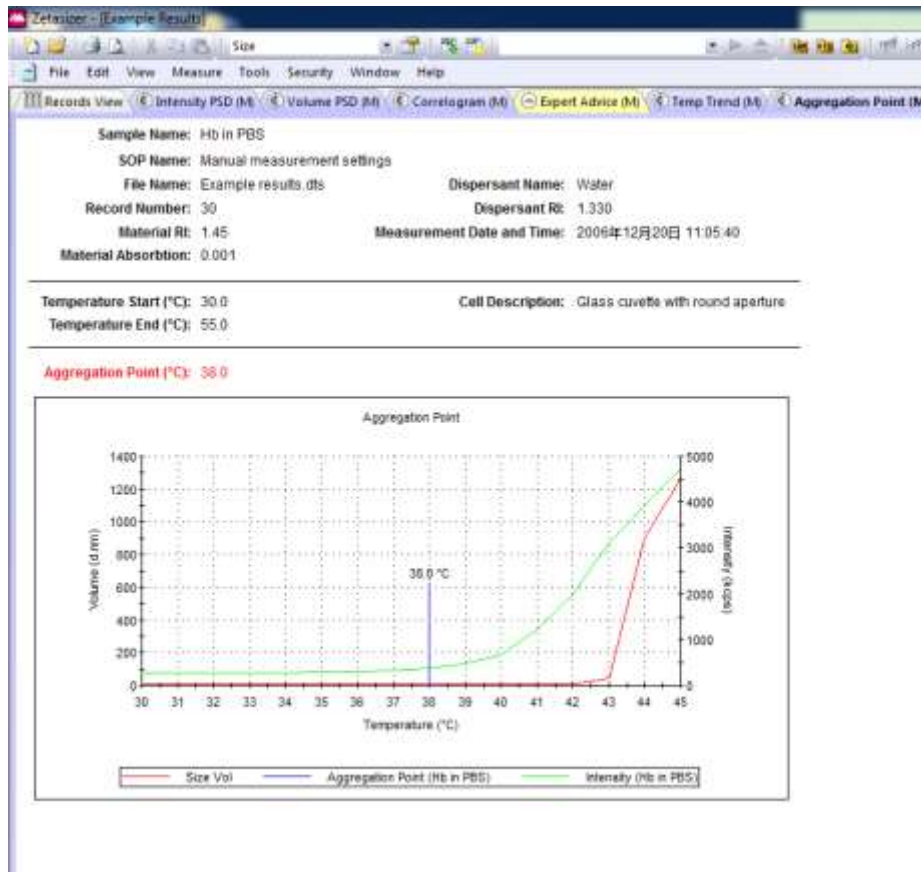 Zetasizer - [Example Results]
Size
File Edit View Measure Tools Security Window Help
Records View Intensity PSD (M) Volume PSD (M) Correlogram (M) Expert Advice (M) Temp Trend (M) Aggregation Point (M
Sample Name: Hb in PBS
SOP Name: Manual measurement settings
File Name: Example results.dts Dispersant Name: Water
Record Number: 30 Dispersant RI: 1.330
Material RI: 1.45 Measurement Date and Time: 2006年12月20日 11:05:40
Material Absorbtion: 0.001
Temperature Start (°C): 30.0 Cell Description: Glass cuvette with round aperture
Temperature End (°C): 55.0
Aggregation Point (°C): 38.0
Aggregation Point
1400 5000
1200 4000
1000
800 3000
600 2000
400 1000
200
0 0
Volume (d.nm)
38.0 °C
Intensity (kcps)
30 31 32 33 34 35 36 37 38 39 40 41 42 43 44 45
Temperature (°C)
Size Vol Aggregation Point (Hb in PBS) Intensity (Hb in PBS)